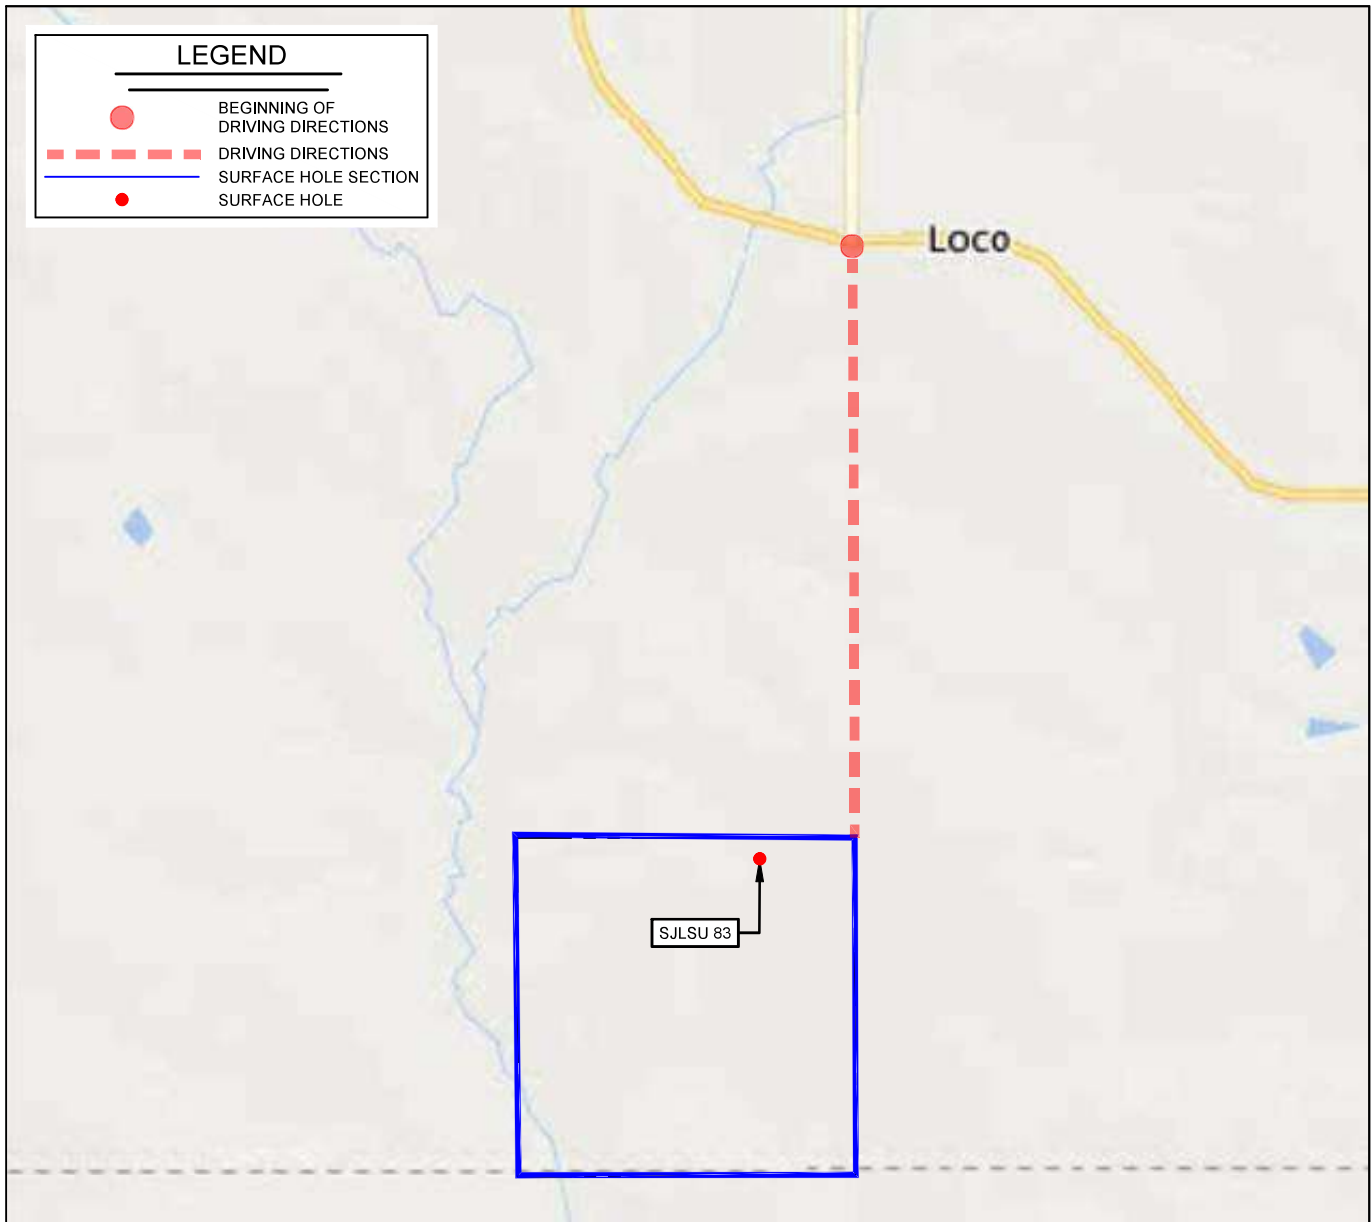 LEGEND
BEGINNING OF
DRIVING DIRECTIONS
DRIVING DIRECTIONS
SURFACE HOLE SECTION
SURFACE HOLE
Loco
SJLSU 83